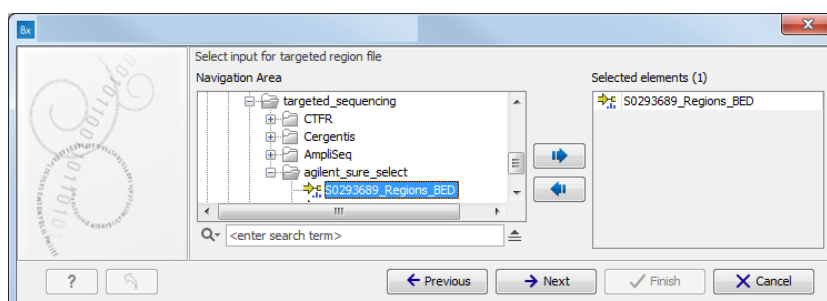 Bx
Select input for targeted region file
Navigation Area
Selected elements (1)
targeted_sequencing
CTFR
Cergentis
AmpliSeq
agilent_sure_select
S0293689_Regions_BED
S0293689_Regions_BED
<enter search term>
?
Previous
Next
Finish
Cancel